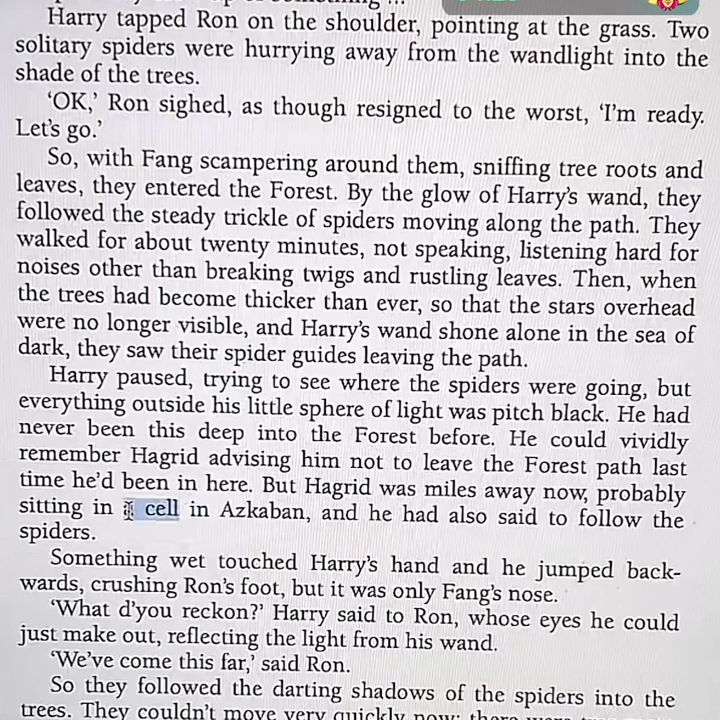 Harry tapped Ron on the shoulder, pointing at the grass. Two
solitary spiders were hurrying away from the wandlight into the
shade of the trees.
‘OK,’ Ron sighed, as though resigned to the worst, ‘I’m ready.
Let’s go.’
So, with Fang scampering around them, sniffing tree roots and
leaves, they entered the Forest. By the glow of Harry’s wand, they
followed the steady trickle of spiders moving along the path. They
walked for about twenty minutes, not speaking, listening hard for
noises other than breaking twigs and rustling leaves. Then, when
the trees had become thicker than ever, so that the stars overhead
were no longer visible, and Harry’s wand shone alone in the sea of
dark, they saw their spider guides leaving the path.
Harry paused, trying to see where the spiders were going, but
everything outside his little sphere of light was pitch black. He had
never been this deep into the Forest before. He could vividly
remember Hagrid advising him not to leave the Forest path last
time he’d been in here. But Hagrid was miles away now, probably
sitting in a cell in Azkaban, and he had also said to follow the
spiders.
Something wet touched Harry’s hand and he jumped back-
wards, crushing Ron’s foot, but it was only Fang’s nose.
‘What d’you reckon?’ Harry said to Ron, whose eyes he could
just make out, reflecting the light from his wand.
‘We’ve come this far,’ said Ron.
So they followed the darting shadows of the spiders into the
trees. They couldn’t move very quickly now; there were